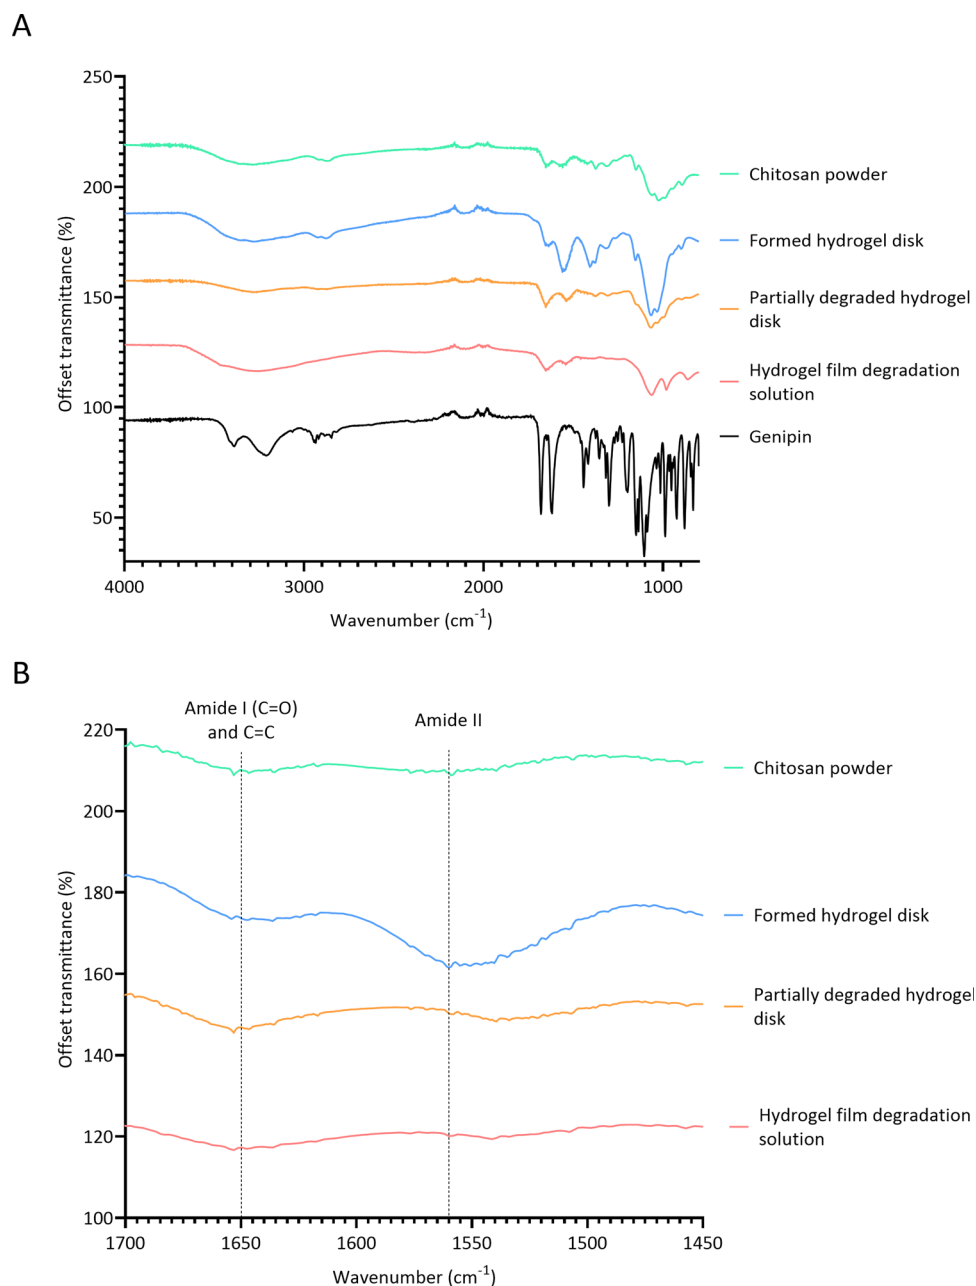 A
250
200
150
100
50
Offset transmittance (%)
4000
3000
2000
1000
Wavenumber (cm⁻¹)
Chitosan powder
Formed hydrogel disk
Partially degraded hydrogel
disk
Hydrogel film degradation
solution
Genipin
B
Amide I (C=O)
and C=C
Amide II
220
200
180
160
140
120
100
Offset transmittance (%)
1700
1650
1600
1550
1500
1450
Wavenumber (cm⁻¹)
Chitosan powder
Formed hydrogel disk
Partially degraded hydrogel
disk
Hydrogel film degradation
solution